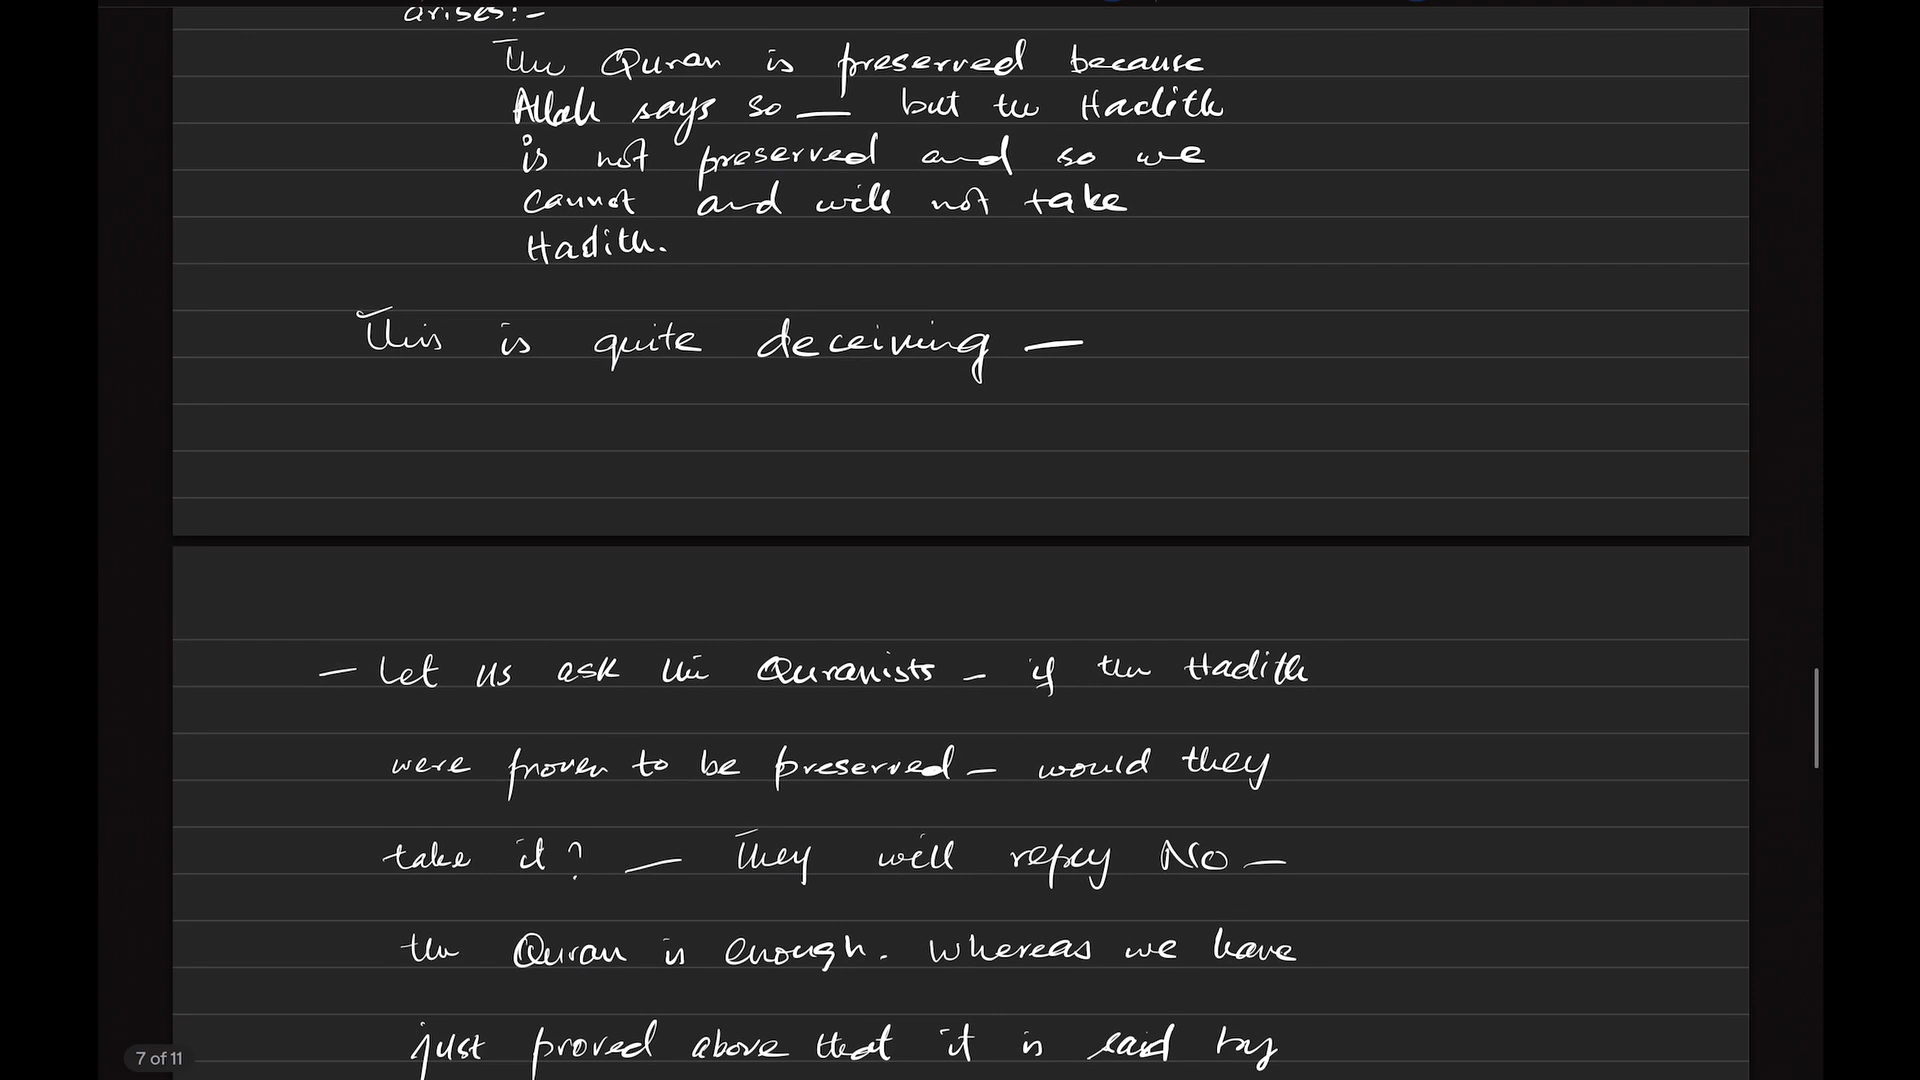 arises:-
The Quran is preserved because
Allah says so — but the Hadith
is not preserved and so we
cannot and will not take
Hadith.
This is quite deceiving —
- Let us ask the Quranists - if the Hadith
were proven to be preserved - would they
take it? — They will reply No —
the Quran is enough. Whereas we have
just proved above that it is said by
7 of 11